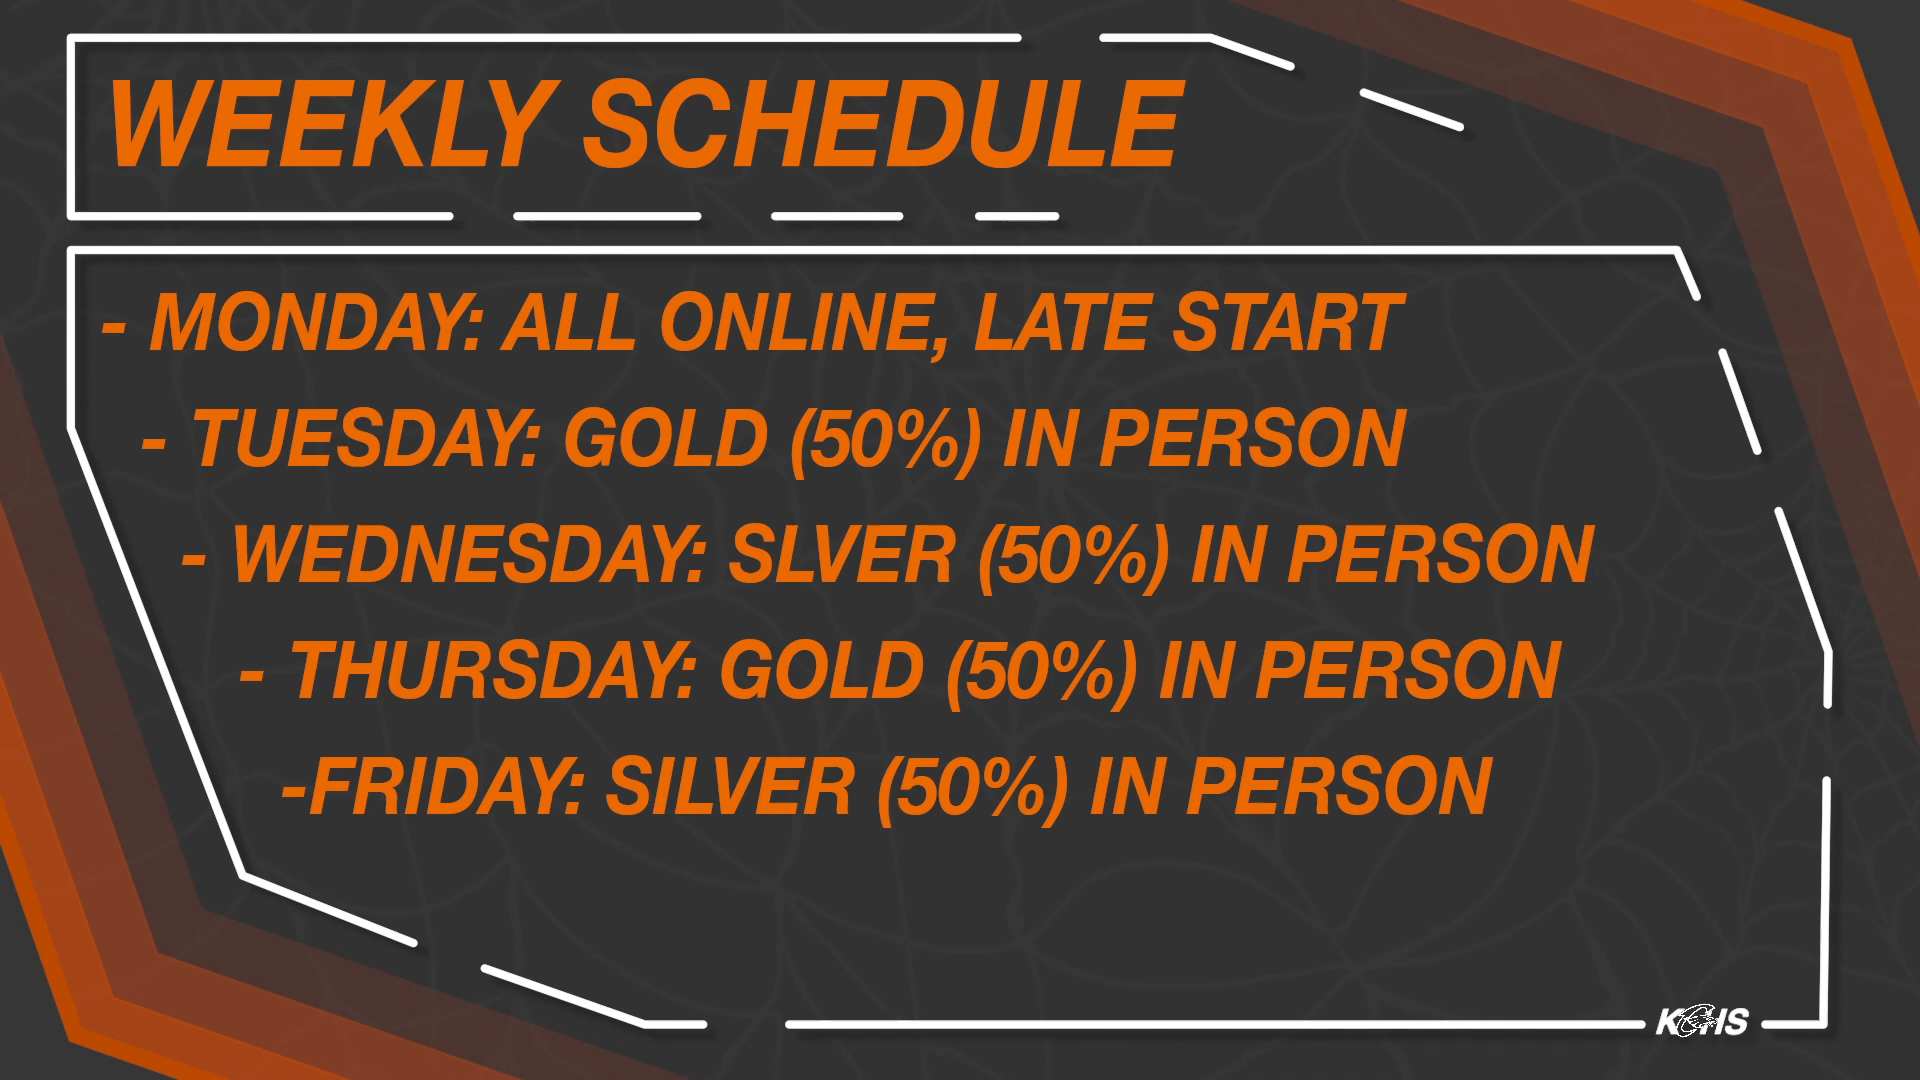 WEEKLY SCHEDULE
- MONDAY: ALL ONLINE, LATE START
- TUESDAY: GOLD (50%) IN PERSON
- WEDNESDAY: SLVER (50%) IN PERSON
- THURSDAY: GOLD (50%) IN PERSON
-FRIDAY: SILVER (50%) IN PERSON